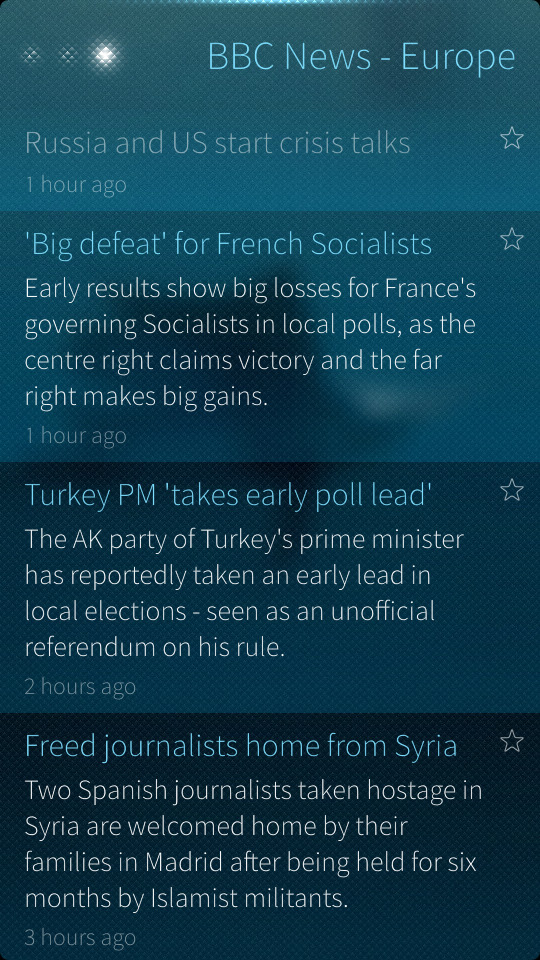 BBC News - Europe
Russia and US start crisis talks
1 hour ago
'Big defeat' for French Socialists
Early results show big losses for France's
governing Socialists in local polls, as the
centre right claims victory and the far
right makes big gains.
1 hour ago
Turkey PM 'takes early poll lead'
The AK party of Turkey's prime minister
has reportedly taken an early lead in
local elections - seen as an unofficial
referendum on his rule.
2 hours ago
Freed journalists home from Syria
Two Spanish journalists taken hostage in
Syria are welcomed home by their
families in Madrid after being held for six
months by Islamist militants.
3 hours ago